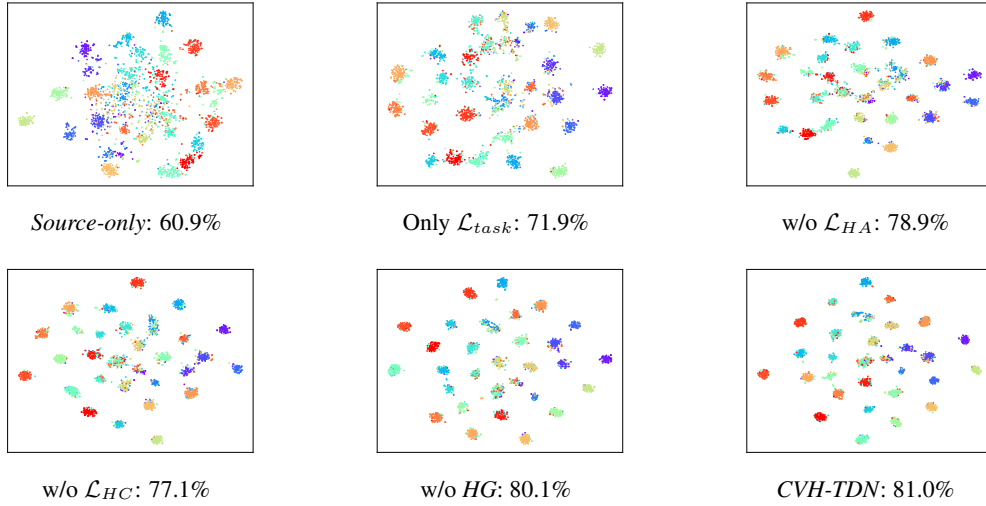 Source-only: 60.9%
Only L_task: 71.9%
w/o L_HA: 78.9%
w/o L_HC: 77.1%
w/o HG: 80.1%
CVH-TDN: 81.0%